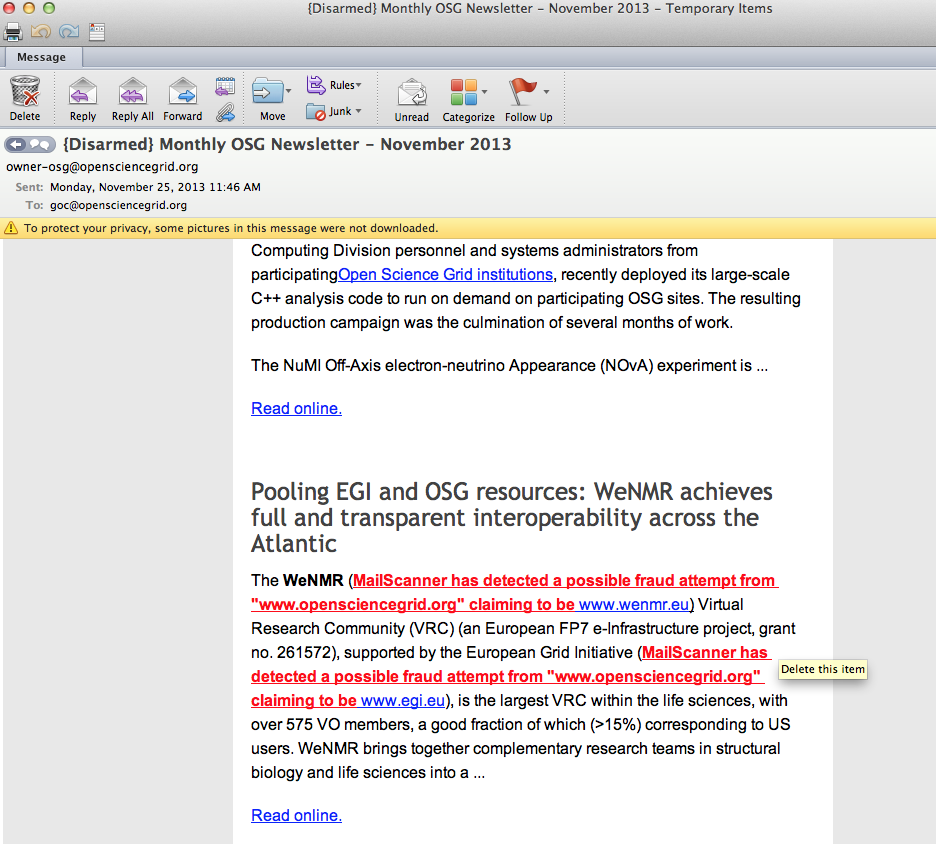 {Disarmed} Monthly OSG Newsletter – November 2013 – Temporary Items
Message
Delete
Reply
Reply All
Forward
Move
Rules
Junk
Unread
Categorize
Follow Up
{Disarmed} Monthly OSG Newsletter – November 2013
owner-osg@opensciencegrid.org
Sent: Monday, November 25, 2013 11:46 AM
To: goc@opensciencegrid.org
To protect your privacy, some pictures in this message were not downloaded.
Computing Division personnel and systems administrators from
participatingOpen Science Grid institutions, recently deployed its large-scale
C++ analysis code to run on demand on participating OSG sites. The resulting
production campaign was the culmination of several months of work.
The NuMI Off-Axis electron-neutrino Appearance (NOvA) experiment is ...
Read online.
Pooling EGI and OSG resources: WeNMR achieves
full and transparent interoperability across the
Atlantic
The WeNMR (MailScanner has detected a possible fraud attempt from
"www.opensciencegrid.org" claiming to be www.wenmr.eu) Virtual
Research Community (VRC) (an European FP7 e-Infrastructure project, grant
no. 261572), supported by the European Grid Initiative (MailScanner has
detected a possible fraud attempt from "www.opensciencegrid.org"
claiming to be www.egi.eu), is the largest VRC within the life sciences, with
over 575 VO members, a good fraction of which (>15%) corresponding to US
users. WeNMR brings together complementary research teams in structural
biology and life sciences into a ...
Read online.
Delete this item